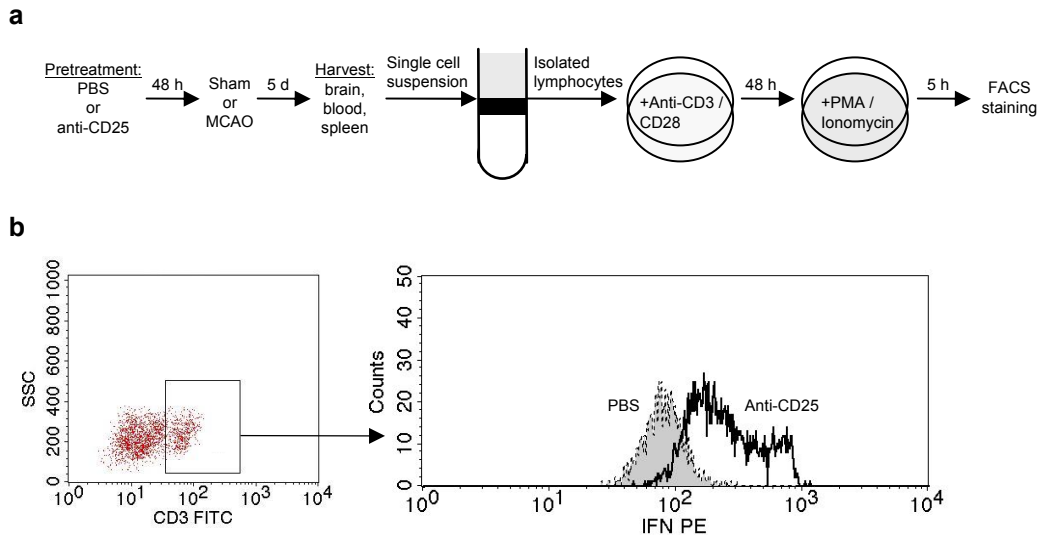 a
Pretreatment:
PBS
or
anti-CD25
48 h
Sham
or
MCAO
5 d
Harvest:
brain,
blood,
spleen
Single cell
suspension
Isolated
lymphocytes
+Anti-CD3 /
CD28
48 h
+PMA /
Ionomycin
5 h
FACS
staining
b
SSC
0 200 400 600 800 1000
10^0 10^1 10^2 10^3 10^4
CD3 FITC
Counts
0 10 20 30 40 50
PBS
Anti-CD25
10^0 10^1 10^2 10^3 10^4
IFN PE